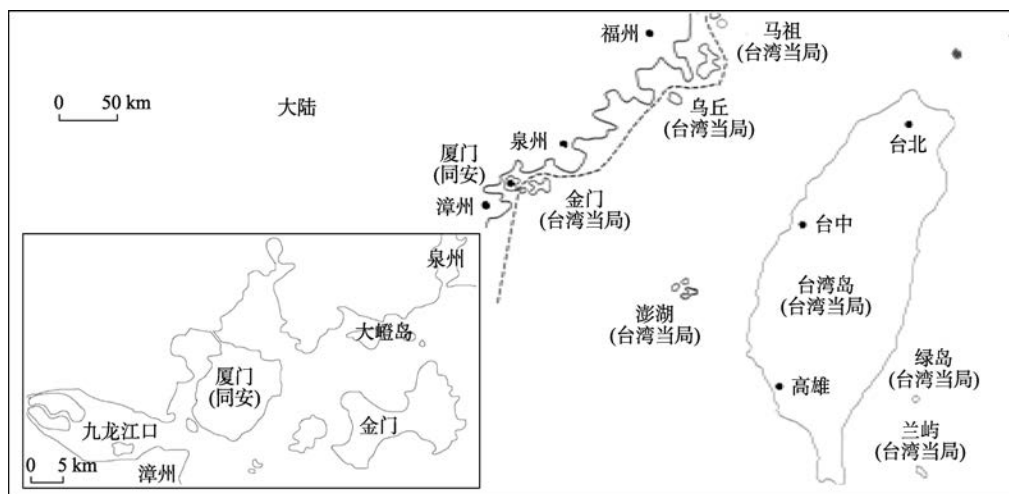 福州
马祖
(台湾当局)
0 50 km
大陆
乌丘
(台湾当局)
台北
泉州
厦门
(同安)
金门
(台湾当局)
漳州
台中
台湾岛
(台湾当局)
澎湖
(台湾当局)
绿岛
(台湾当局)
高雄
兰屿
(台湾当局)
泉州
大嶝岛
厦门
(同安)
金门
九龙江口
0 5 km
漳州